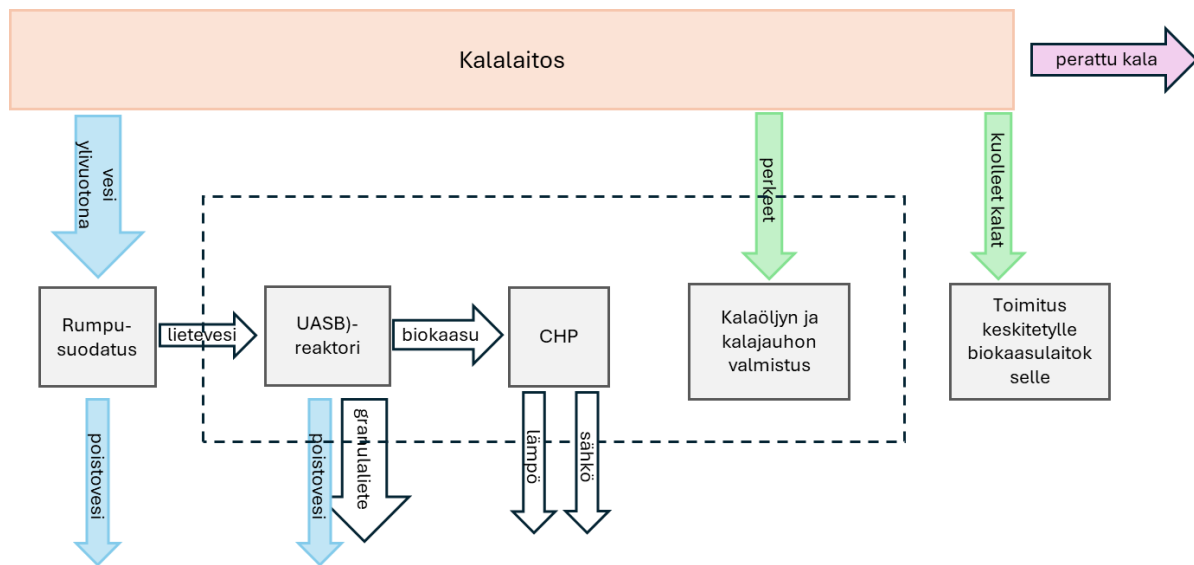 Kalalaitos
perattu kala
vesi
ylivuotona
perkeet
kuolleet kalat
Rumpu-
suodatus
lietevesi
UASB)-
reaktori
biokaasu
CHP
Kalaöljyn ja
kalajauhon
valmistus
Toimitus
keskitetylle
biokaasulaitok
selle
poistovesi
poistovesi
granulaliete
lämpö
sähkö